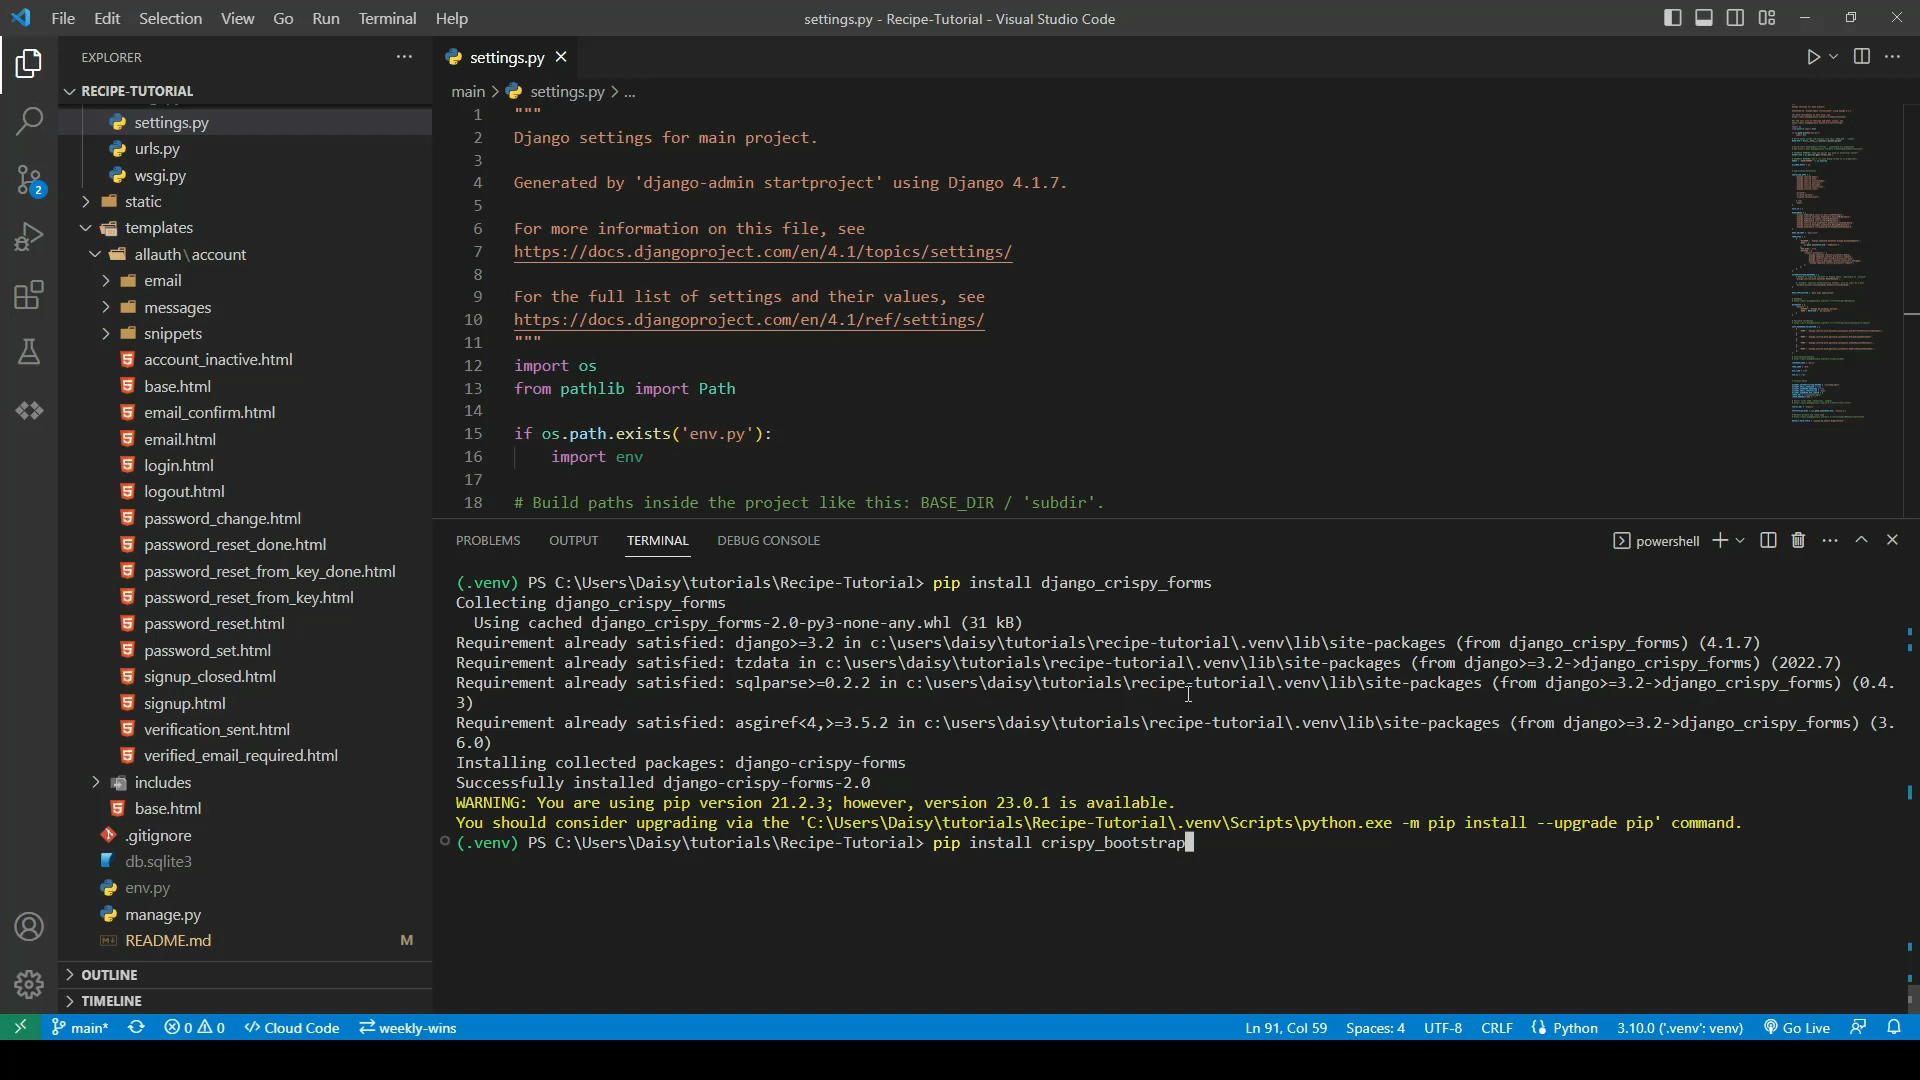 File Edit Selection View Go Run Terminal Help
settings.py - Recipe-Tutorial - Visual Studio Code
EXPLORER
RECIPE-TUTORIAL
settings.py
urls.py
wsgi.py
static
templates
allauth\account
email
messages
snippets
account_inactive.html
base.html
email_confirm.html
email.html
login.html
logout.html
password_change.html
password_reset_done.html
password_reset_from_key_done.html
password_reset_from_key.html
password_reset.html
password_set.html
signup_closed.html
signup.html
verification_sent.html
verified_email_required.html
includes
base.html
.gitignore
db.sqlite3
env.py
manage.py
README.md M
OUTLINE
TIMELINE
2
settings.py
main > settings.py > ...
1 """
2 Django settings for main project.
3
4 Generated by 'django-admin startproject' using Django 4.1.7.
5
6 For more information on this file, see
7 https://docs.djangoproject.com/en/4.1/topics/settings/
8
9 For the full list of settings and their values, see
10 https://docs.djangoproject.com/en/4.1/ref/settings/
11 """
12 import os
13 from pathlib import Path
14
15 if os.path.exists('env.py'):
16 import env
17
18 # Build paths inside the project like this: BASE_DIR / 'subdir'.
PROBLEMS OUTPUT TERMINAL DEBUG CONSOLE
powershell
(.venv) PS C:\Users\Daisy\tutorials\Recipe-Tutorial> pip install django_crispy_forms
Collecting django_crispy_forms
Using cached django_crispy_forms-2.0-py3-none-any.whl (31 kB)
Requirement already satisfied: django>=3.2 in c:\users\daisy\tutorials\recipe-tutorial\.venv\lib\site-packages (from django_crispy_forms) (4.1.7)
Requirement already satisfied: tzdata in c:\users\daisy\tutorials\recipe-tutorial\.venv\lib\site-packages (from django>=3.2->django_crispy_forms) (2022.7)
Requirement already satisfied: sqlparse>=0.2.2 in c:\users\daisy\tutorials\recipe-tutorial\.venv\lib\site-packages (from django>=3.2->django_crispy_forms) (0.4.
3)
Requirement already satisfied: asgiref<4,>=3.5.2 in c:\users\daisy\tutorials\recipe-tutorial\.venv\lib\site-packages (from django>=3.2->django_crispy_forms) (3.
6.0)
Installing collected packages: django-crispy-forms
Successfully installed django-crispy-forms-2.0
WARNING: You are using pip version 21.2.3; however, version 23.0.1 is available.
You should consider upgrading via the 'C:\Users\Daisy\tutorials\Recipe-Tutorial\.venv\Scripts\python.exe -m pip install --upgrade pip' command.
(.venv) PS C:\Users\Daisy\tutorials\Recipe-Tutorial> pip install crispy_bootstrap
main* 0 0 Cloud Code weekly-wins Ln 91, Col 59 Spaces: 4 UTF-8 CRLF Python 3.10.0 ('.venv': venv) Go Live